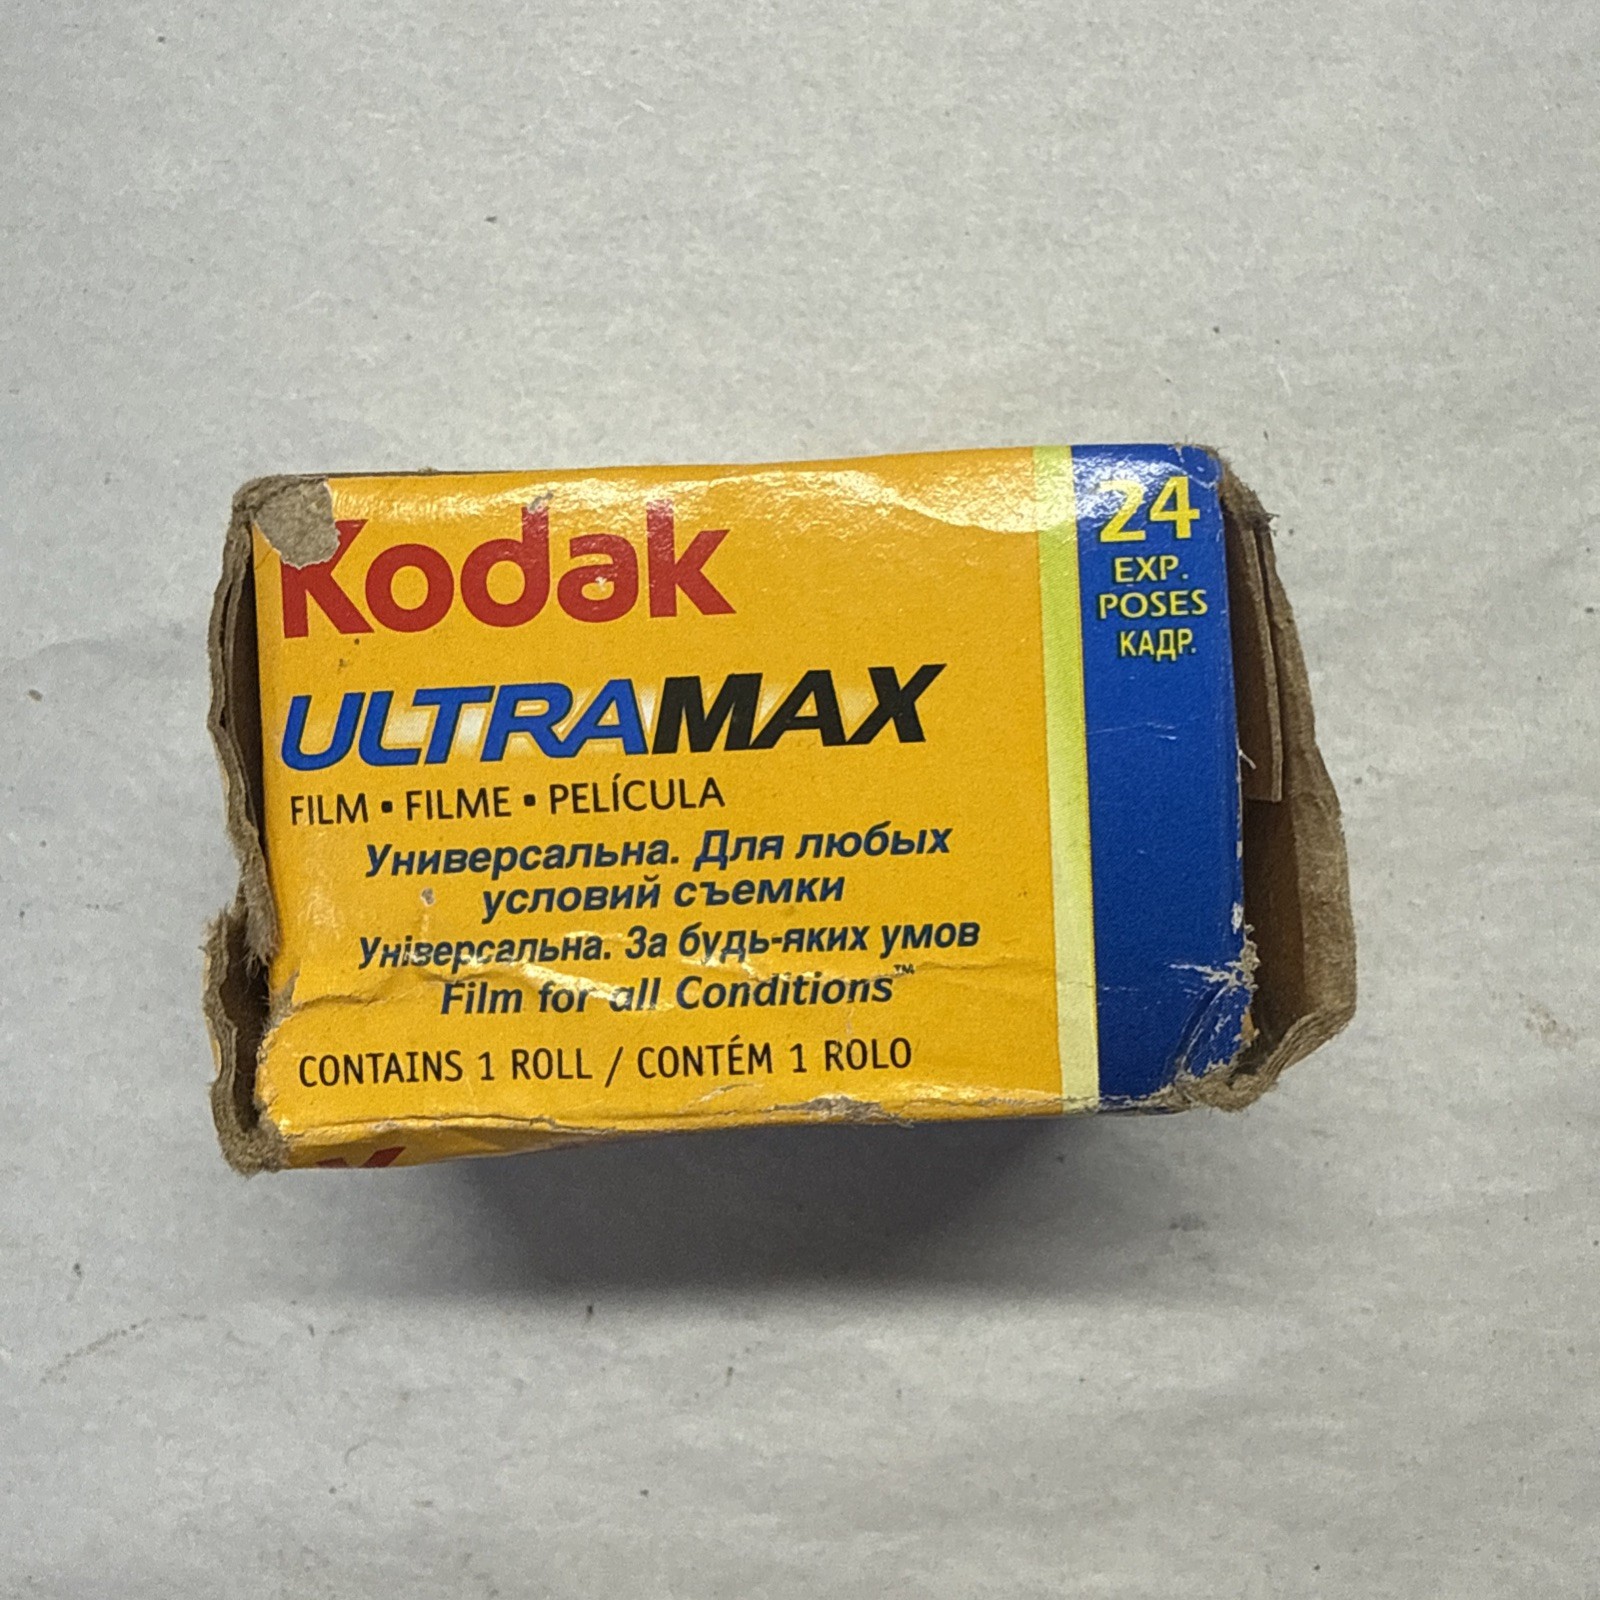 Kodak
ULTRAMAX
FILM • FILME • PELÍCULA
Универсальна. Для любых
условий съемки
Універсальна. За будь-яких умов
Film for all Conditions™
CONTAINS 1 ROLL / CONTÉM 1 ROLO
24
EXP.
POSES
КАДР.